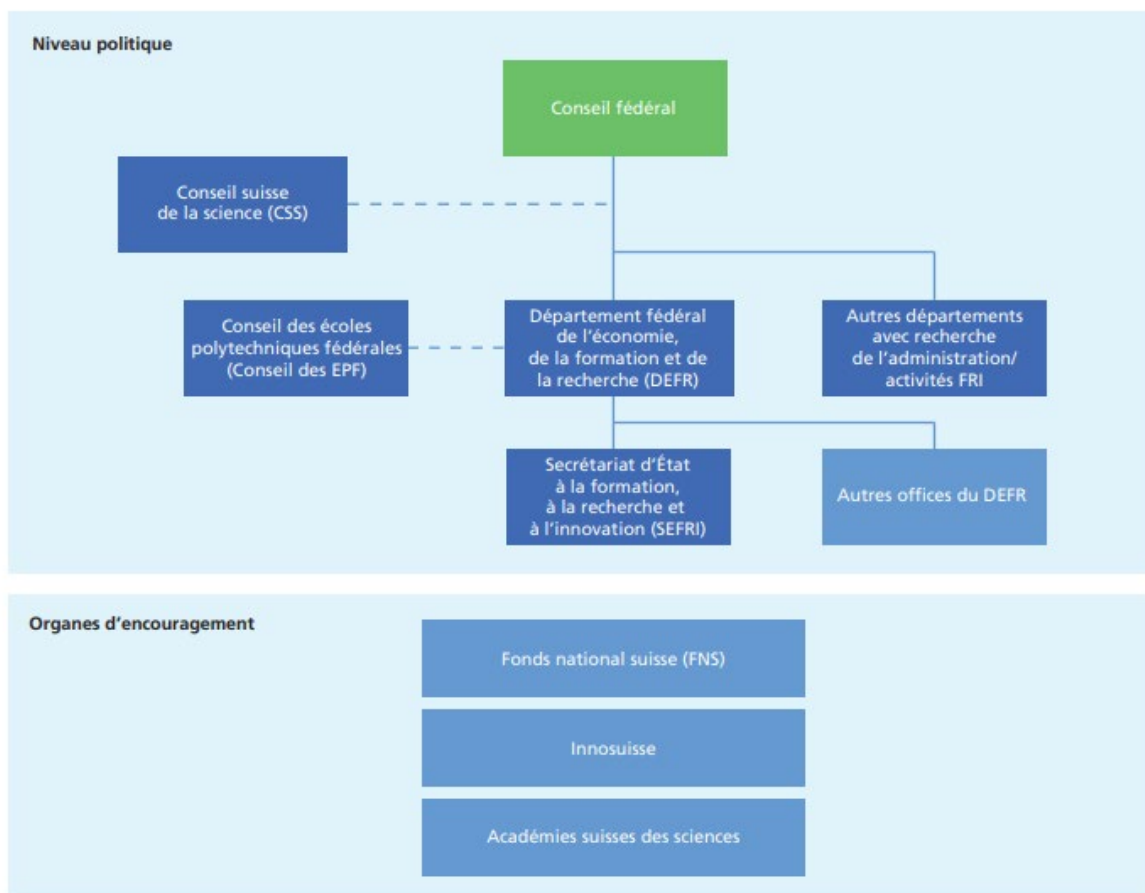 Niveau politique
Conseil fédéral
Conseil suisse
de la science (CSS)
Conseil des écoles
polytechniques fédérales
(Conseil des EPF)
Département fédéral
de l’économie,
de la formation et de
la recherche (DEFR)
Autres départements
avec recherche
de l’administration/
activités FRI
Secrétariat d’État
à la formation,
à la recherche et
à l’innovation (SEFRI)
Autres offices du DEFR
Organes d’encouragement
Fonds national suisse (FNS)
Innosuisse
Académies suisses des sciences